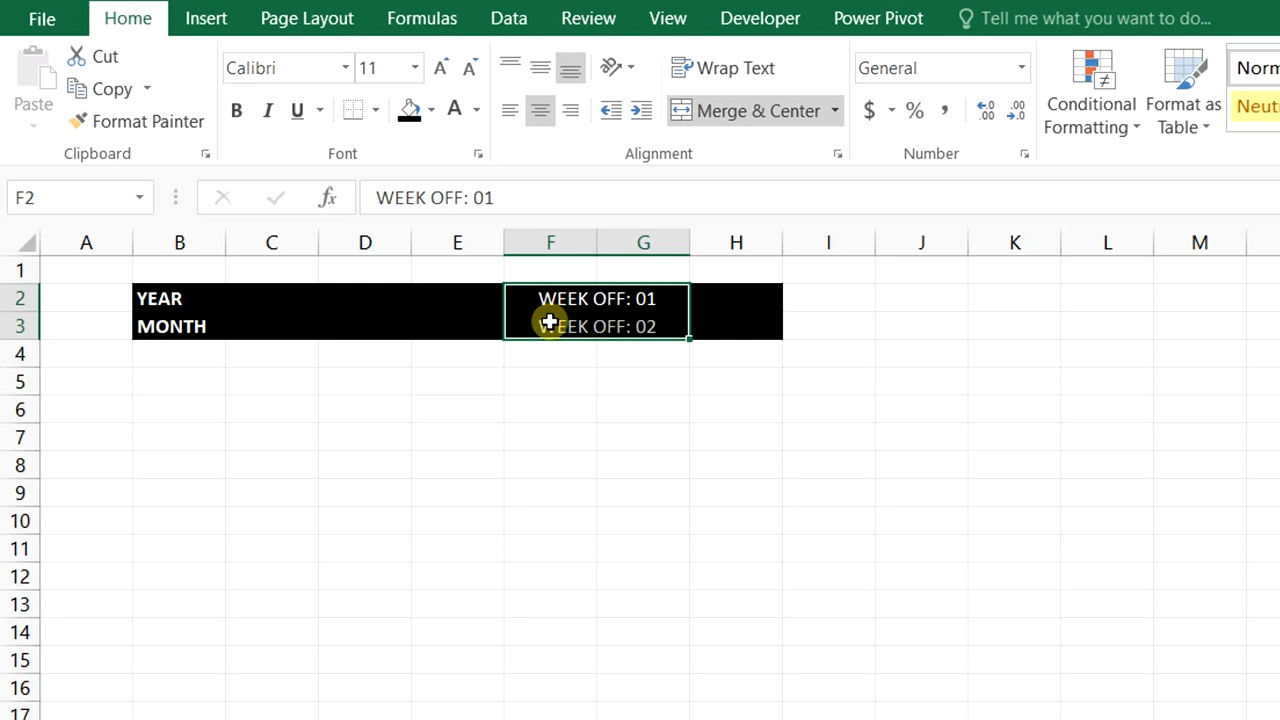 File Home Insert Page Layout Formulas Data Review View Developer Power Pivot Tell me what you want to do...
Paste
Cut
Copy
Format Painter
Clipboard
Calibri 11
B I U A
Font
Wrap Text
Merge & Center
Alignment
General
$ % ,
Number
Conditional Formatting
Format as Table
Norm
Neut
F2 fx WEEK OFF: 01
A B C D E F G H I J K L M
1
2 YEAR WEEK OFF: 01
3 MONTH WEEK OFF: 02
4
5
6
7
8
9
10
11
12
13
14
15
16
17